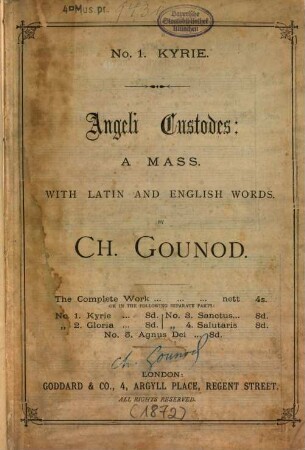 4° Mus. pr.
Bayerische
Staatsbibliothek
München
No. 1. KYRIE.
Angeli Custodes:
A MASS.
WITH LATIN AND ENGLISH WORDS,
BY
CH. GOUNOD.
The Complete Work ... ... ... nett 4s.
OR IN THE FOLLOWING SEPARATE PARTS:
No. 1. Kyrie ... 8d. No. 3. Sanctus... 8d.
„ 2. Gloria ... 8d. „ 4. Salutaris 8d.
No. 5. Agnus Dei ... 8d.
Ch. Gounod
LONDON:
GODDARD & CO., 4, ARGYLL PLACE, REGENT STREET.
ALL RIGHTS RESERVED.
(1872)